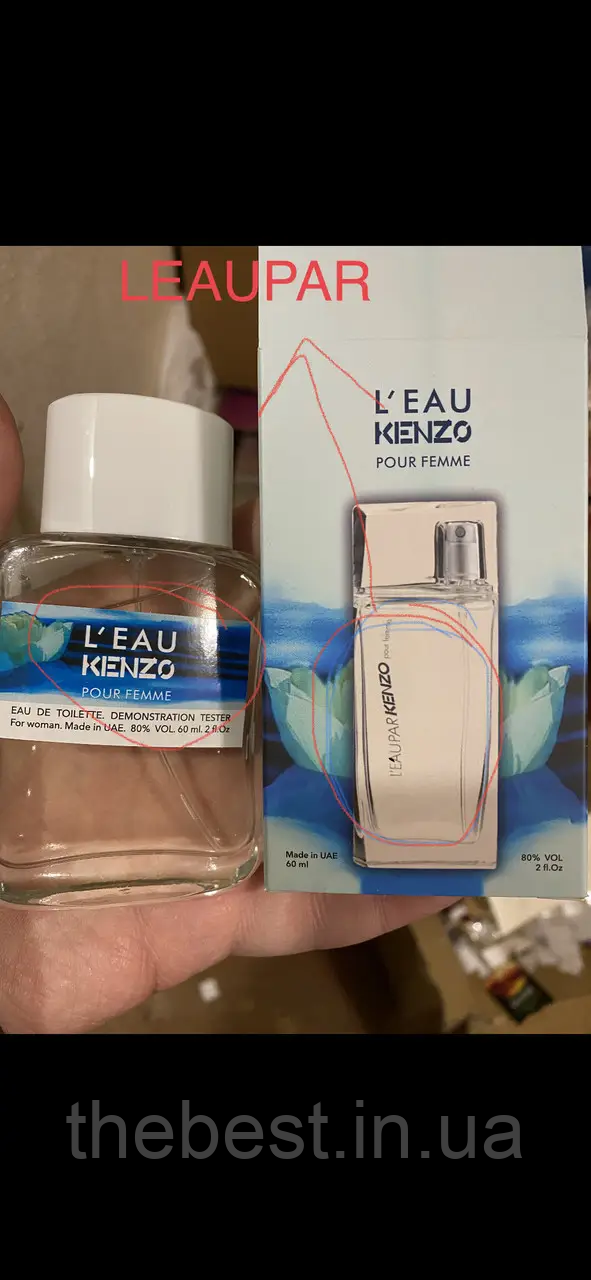 LEAUPAR
L'EAU
KENZO
POUR FEMME
L'EAU
KENZO
POUR FEMME
EAU DE TOILETTE. DEMONSTRATION TESTER
For woman. Made in UAE. 80% VOL. 60 ml. 2 fl.Oz
L'EAUPARKENZO pour femme
Made in UAE
60 ml
80% VOL
2 fl.Oz
thebest.in.ua